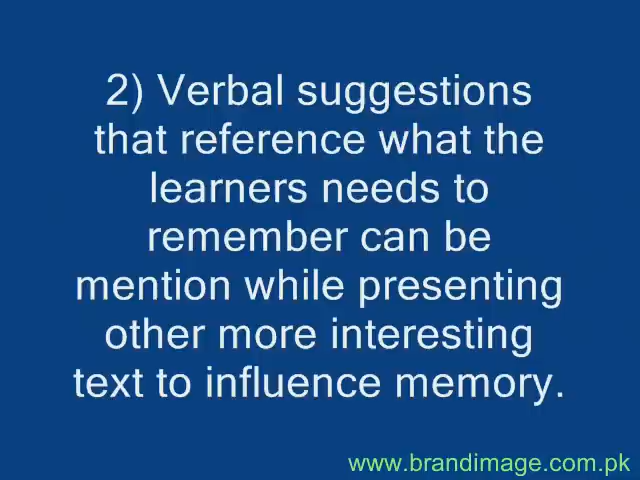 2) Verbal suggestions
that reference what the
learners needs to
remember can be
mention while presenting
other more interesting
text to influence memory.
www.brandimage.com.pk